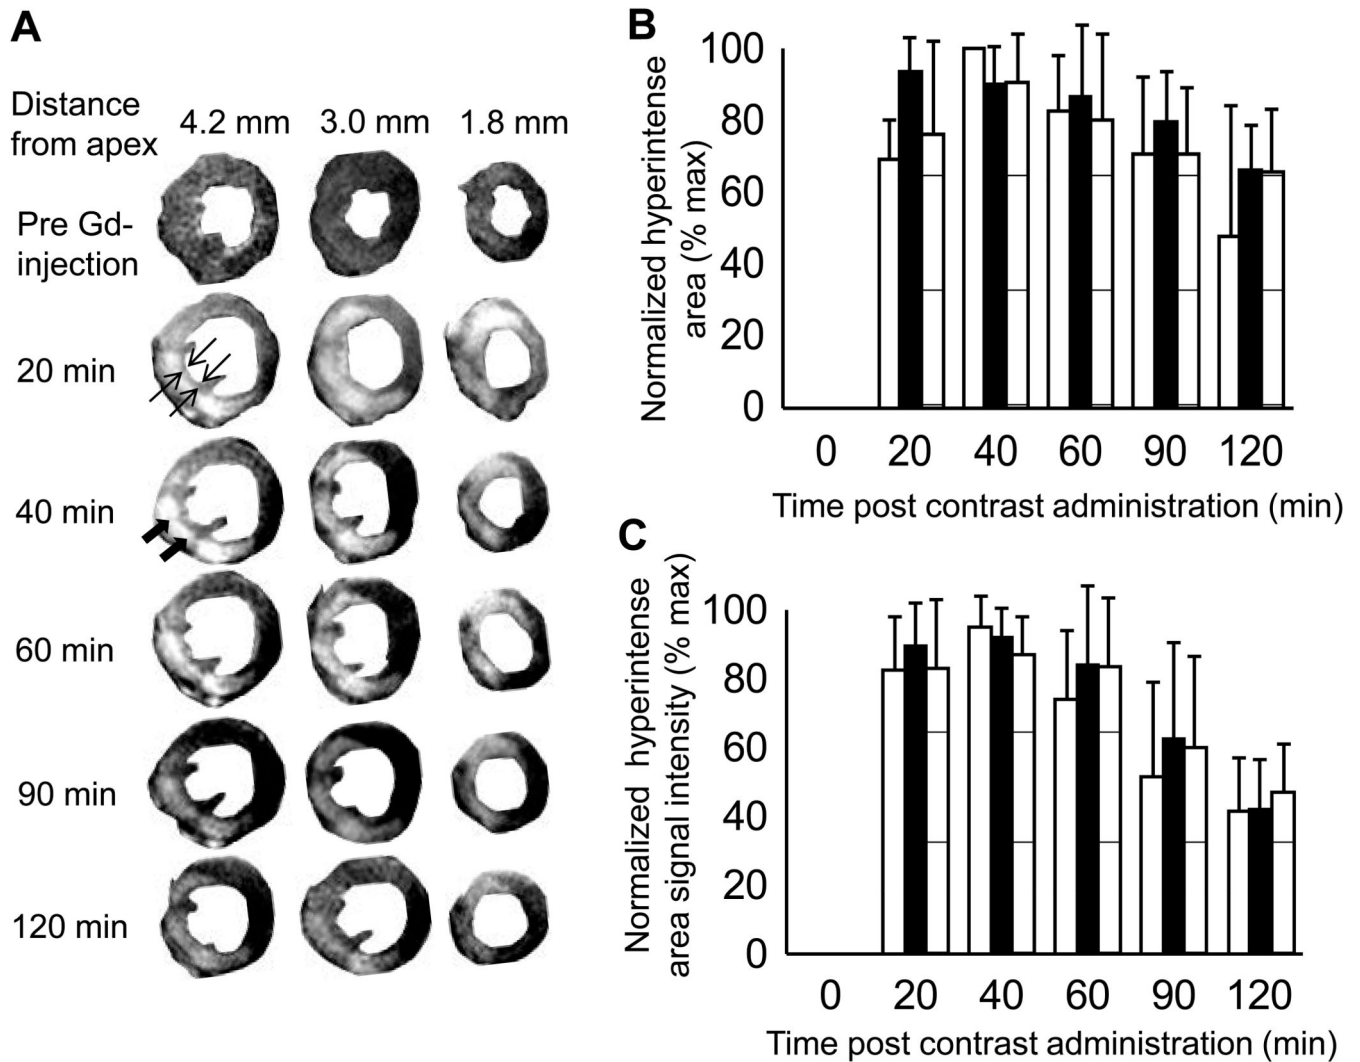 A
Distance
from apex
4.2 mm
3.0 mm
1.8 mm
Pre Gd-
injection
20 min
40 min
60 min
90 min
120 min
B
Normalized hyperintense
area (% max)
100
80
60
40
20
0
0 20 40 60 90 120
Time post contrast administration (min)
C
Normalized hyperintense
area signal intensity (% max)
100
80
60
40
20
0
0 20 40 60 90 120
Time post contrast administration (min)